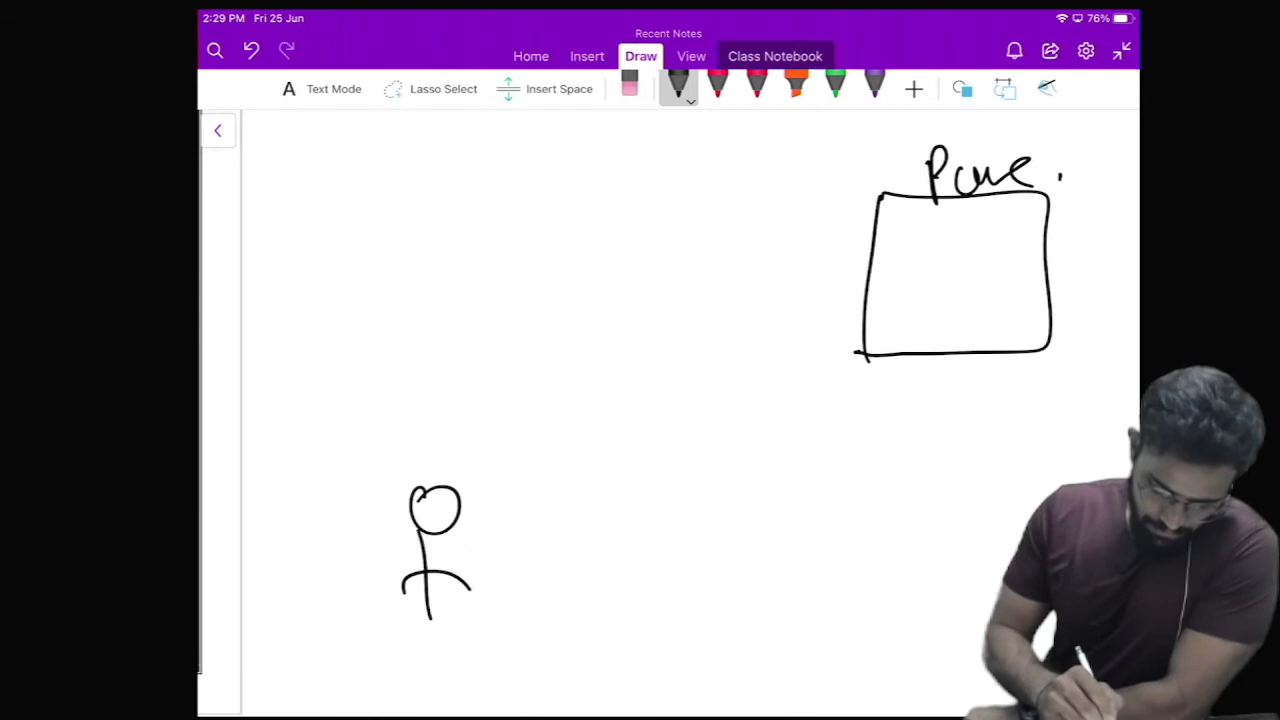 2:29 PM Fri 25 Jun 76%
Recent Notes
Home Insert Draw View Class Notebook
A Text Mode Lasso Select Insert Space